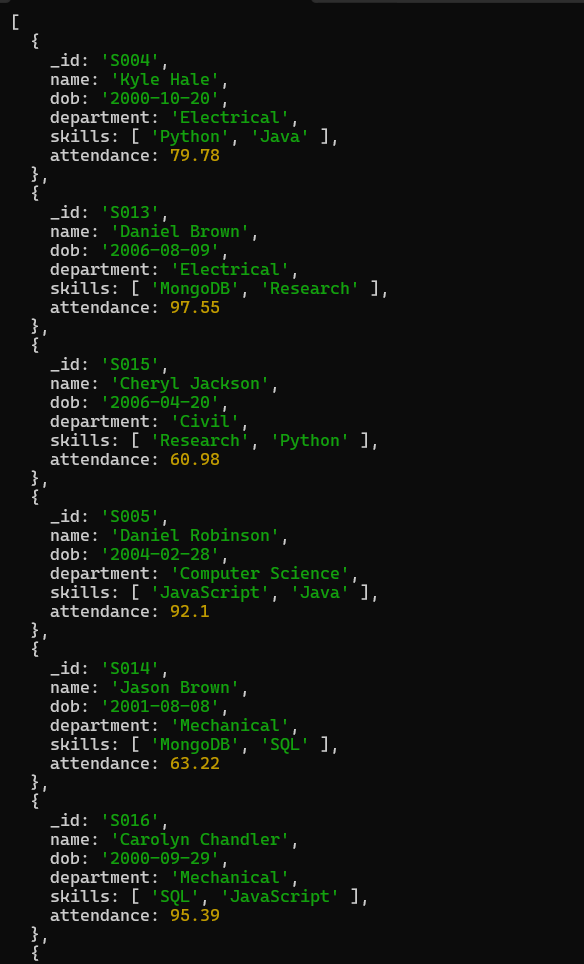 [
  {
    _id: 'S004',
    name: 'Kyle Hale',
    dob: '2000-10-20',
    department: 'Electrical',
    skills: [ 'Python', 'Java' ],
    attendance: 79.78
  },
  {
    _id: 'S013',
    name: 'Daniel Brown',
    dob: '2006-08-09',
    department: 'Electrical',
    skills: [ 'MongoDB', 'Research' ],
    attendance: 97.55
  },
  {
    _id: 'S015',
    name: 'Cheryl Jackson',
    dob: '2006-04-20',
    department: 'Civil',
    skills: [ 'Research', 'Python' ],
    attendance: 60.98
  },
  {
    _id: 'S005',
    name: 'Daniel Robinson',
    dob: '2004-02-28',
    department: 'Computer Science',
    skills: [ 'JavaScript', 'Java' ],
    attendance: 92.1
  },
  {
    _id: 'S014',
    name: 'Jason Brown',
    dob: '2001-08-08',
    department: 'Mechanical',
    skills: [ 'MongoDB', 'SQL' ],
    attendance: 63.22
  },
  {
    _id: 'S016',
    name: 'Carolyn Chandler',
    dob: '2000-09-29',
    department: 'Mechanical',
    skills: [ 'SQL', 'JavaScript' ],
    attendance: 95.39
  },
  {